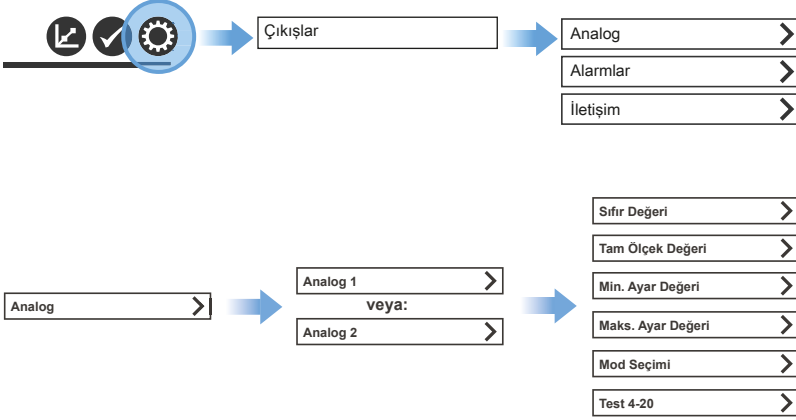 Çıkışlar
Analog
Alarmlar
İletişim
Analog
Analog 1
veya:
Analog 2
Sıfır Değeri
Tam Ölçek Değeri
Min. Ayar Değeri
Maks. Ayar Değeri
Mod Seçimi
Test 4-20